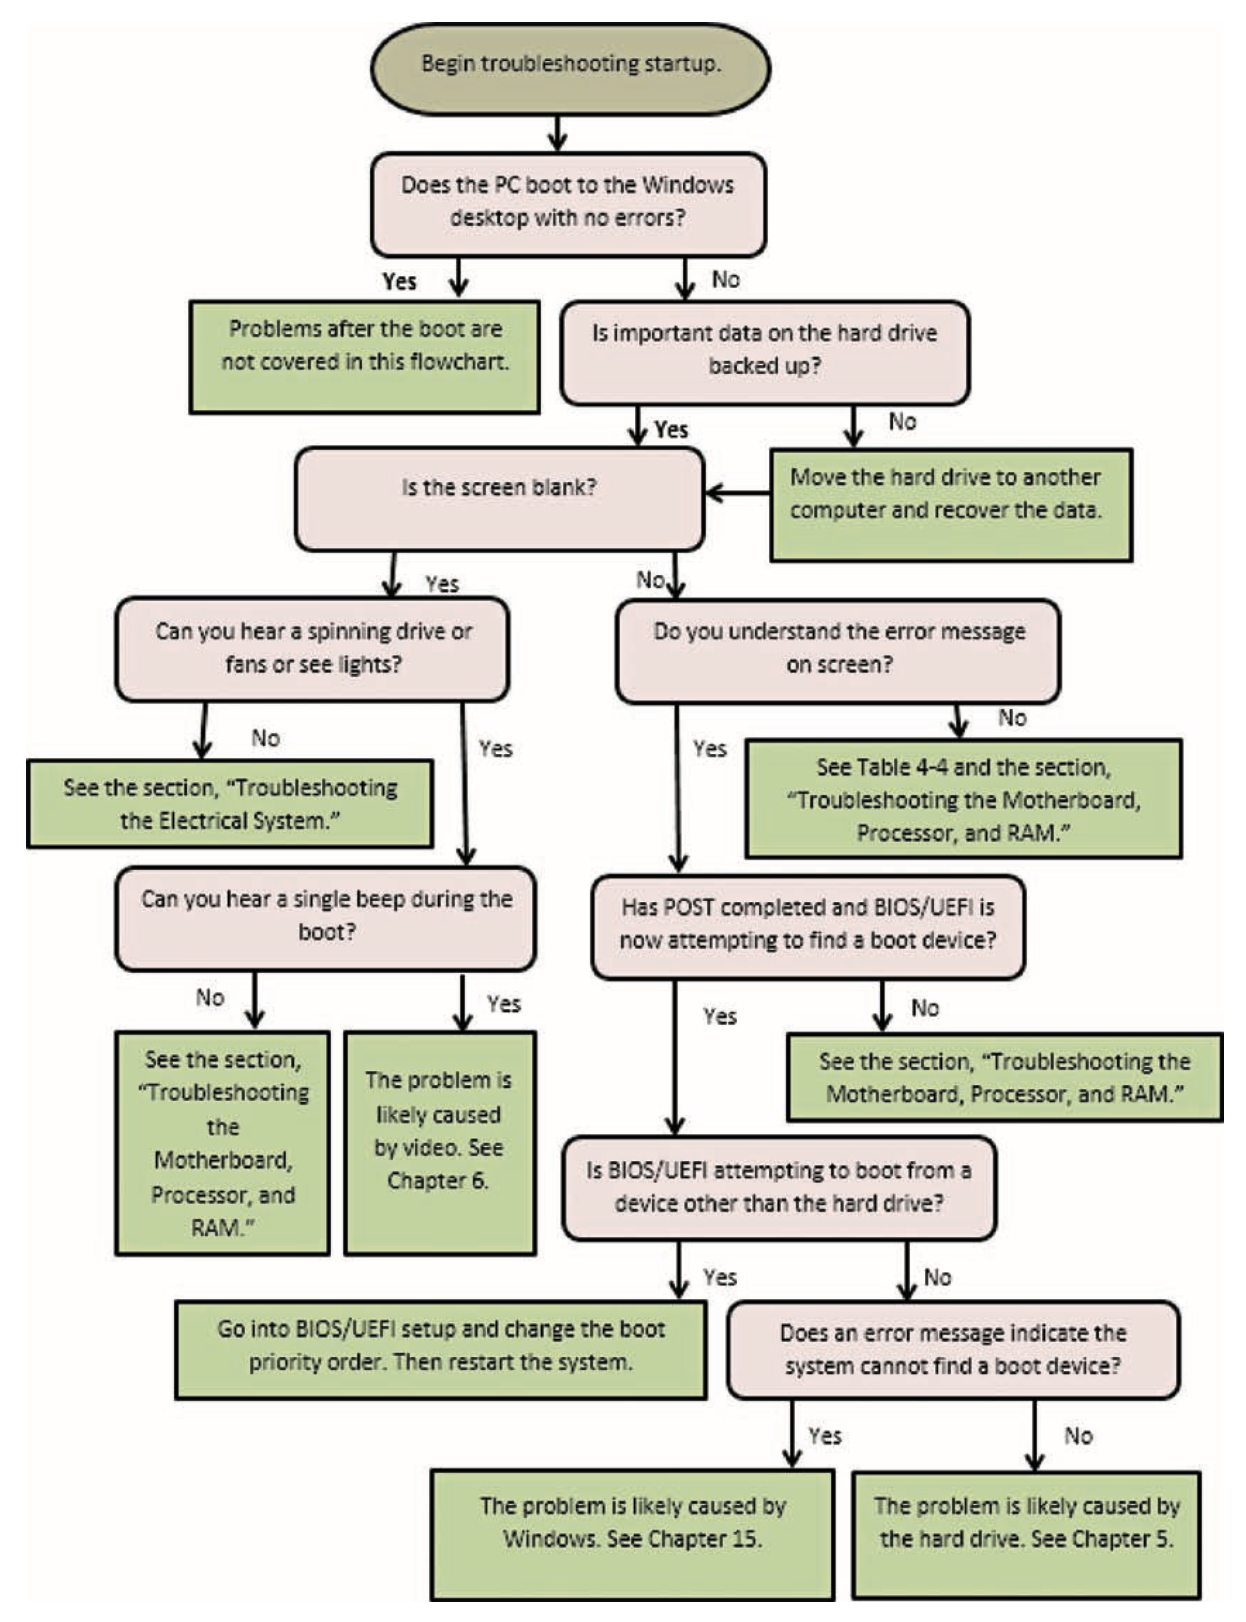 Begin troubleshooting startup.
Does the PC boot to the Windows
desktop with no errors?
Yes
No
Problems after the boot are
not covered in this flowchart.
Is important data on the hard drive
backed up?
Yes
No
Is the screen blank?
Move the hard drive to another
computer and recover the data.
Yes
No
Can you hear a spinning drive or
fans or see lights?
Do you understand the error message
on screen?
No
Yes
Yes
No
See the section, “Troubleshooting
the Electrical System.”
See Table 4-4 and the section,
“Troubleshooting the Motherboard,
Processor, and RAM.”
Can you hear a single beep during the
boot?
Has POST completed and BIOS/UEFI is
now attempting to find a boot device?
No
Yes
Yes
No
See the section,
“Troubleshooting
the
Motherboard,
Processor, and
RAM.”
The problem is
likely caused
by video. See
Chapter 6.
See the section, “Troubleshooting the
Motherboard, Processor, and RAM.”
Is BIOS/UEFI attempting to boot from a
device other than the hard drive?
Yes
No
Go into BIOS/UEFI setup and change the boot
priority order. Then restart the system.
Does an error message indicate the
system cannot find a boot device?
Yes
No
The problem is likely caused by
Windows. See Chapter 15.
The problem is likely caused by
the hard drive. See Chapter 5.